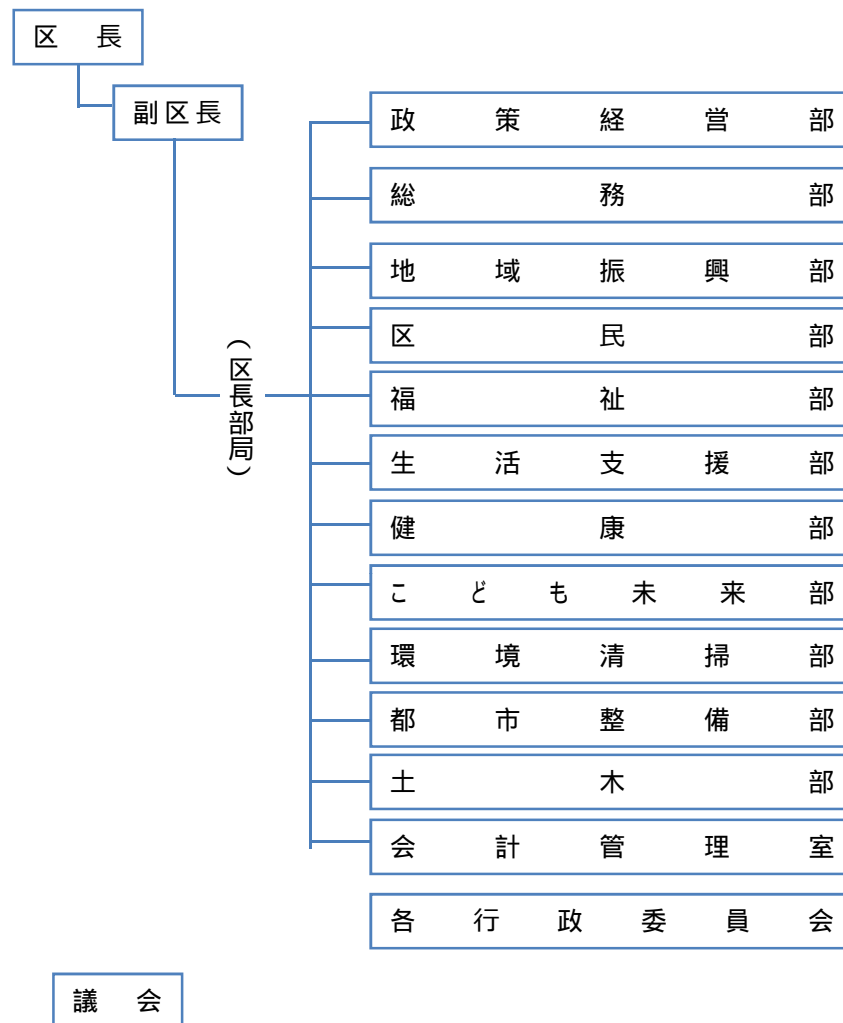 区　長
副区長
政策経営部
総務部
地域振興部
区民部
（区長部局）
福祉部
生活支援部
健康部
こども未来部
環境清掃部
都市整備部
土木部
会計管理室
各行政委員会
議　会